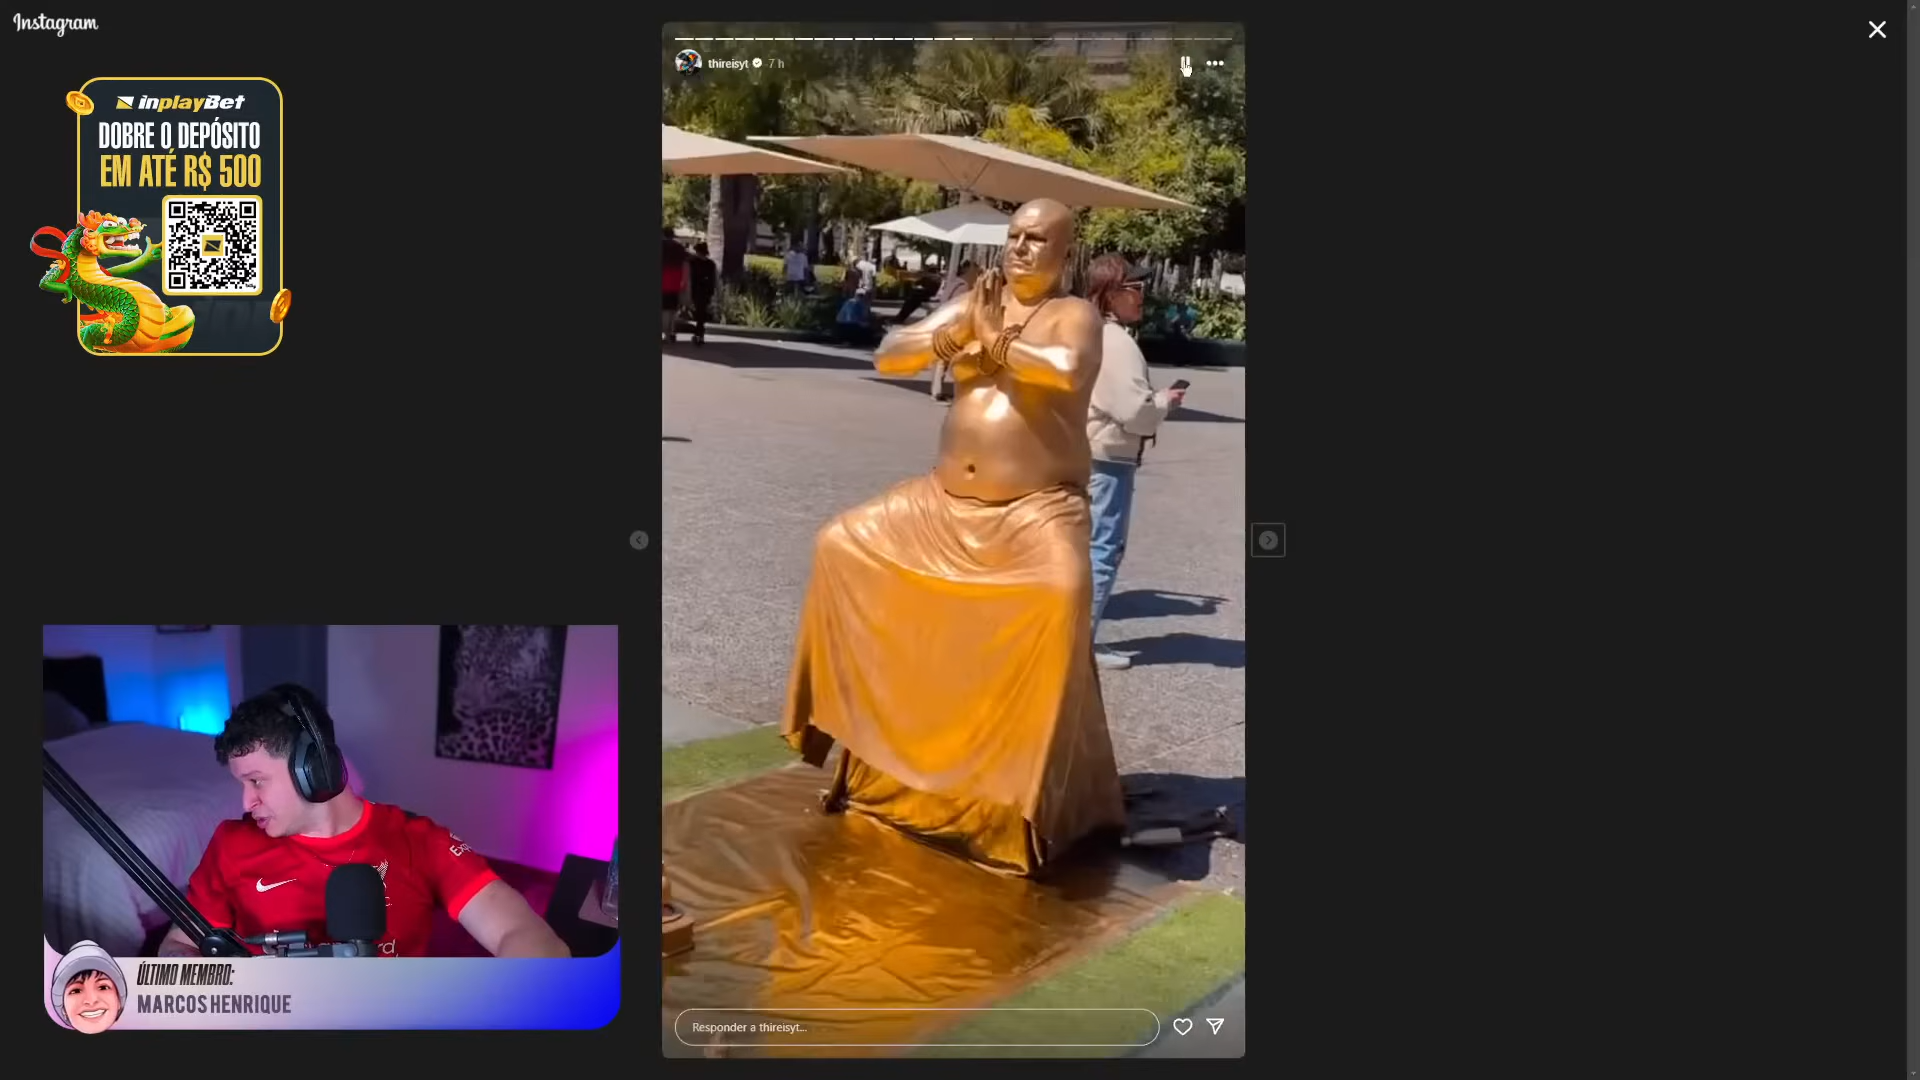 Instagram
thireisyt 7 h
inplayBet
DOBRE O DEPÓSITO
EM ATÉ R$ 500
ÚLTIMO MEMBRO:
MARCOS HENRIQUE
Responder a thireisyt...